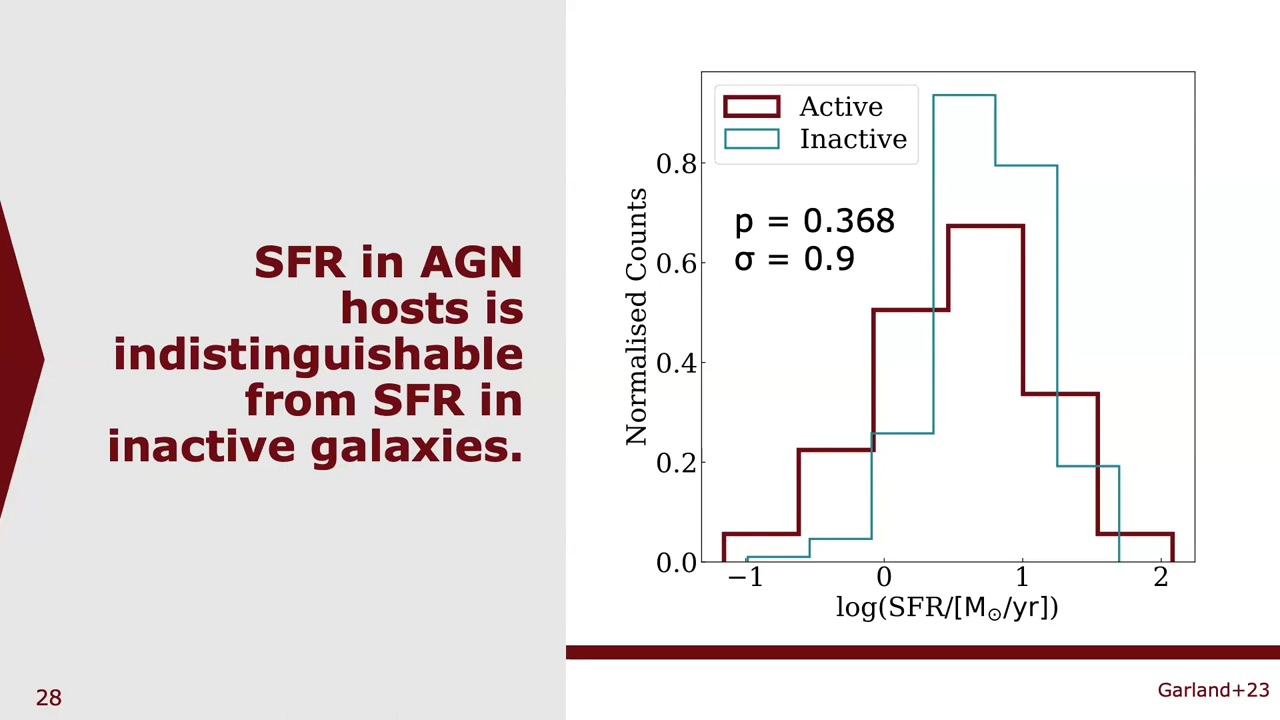 SFR in AGN
hosts is
indistinguishable
from SFR in
inactive galaxies.
28
Active
Inactive
p = 0.368
σ = 0.9
Normalised Counts
0.8
0.6
0.4
0.2
0.0
−1 0 1 2
log(SFR/[M☉/yr])
Garland+23